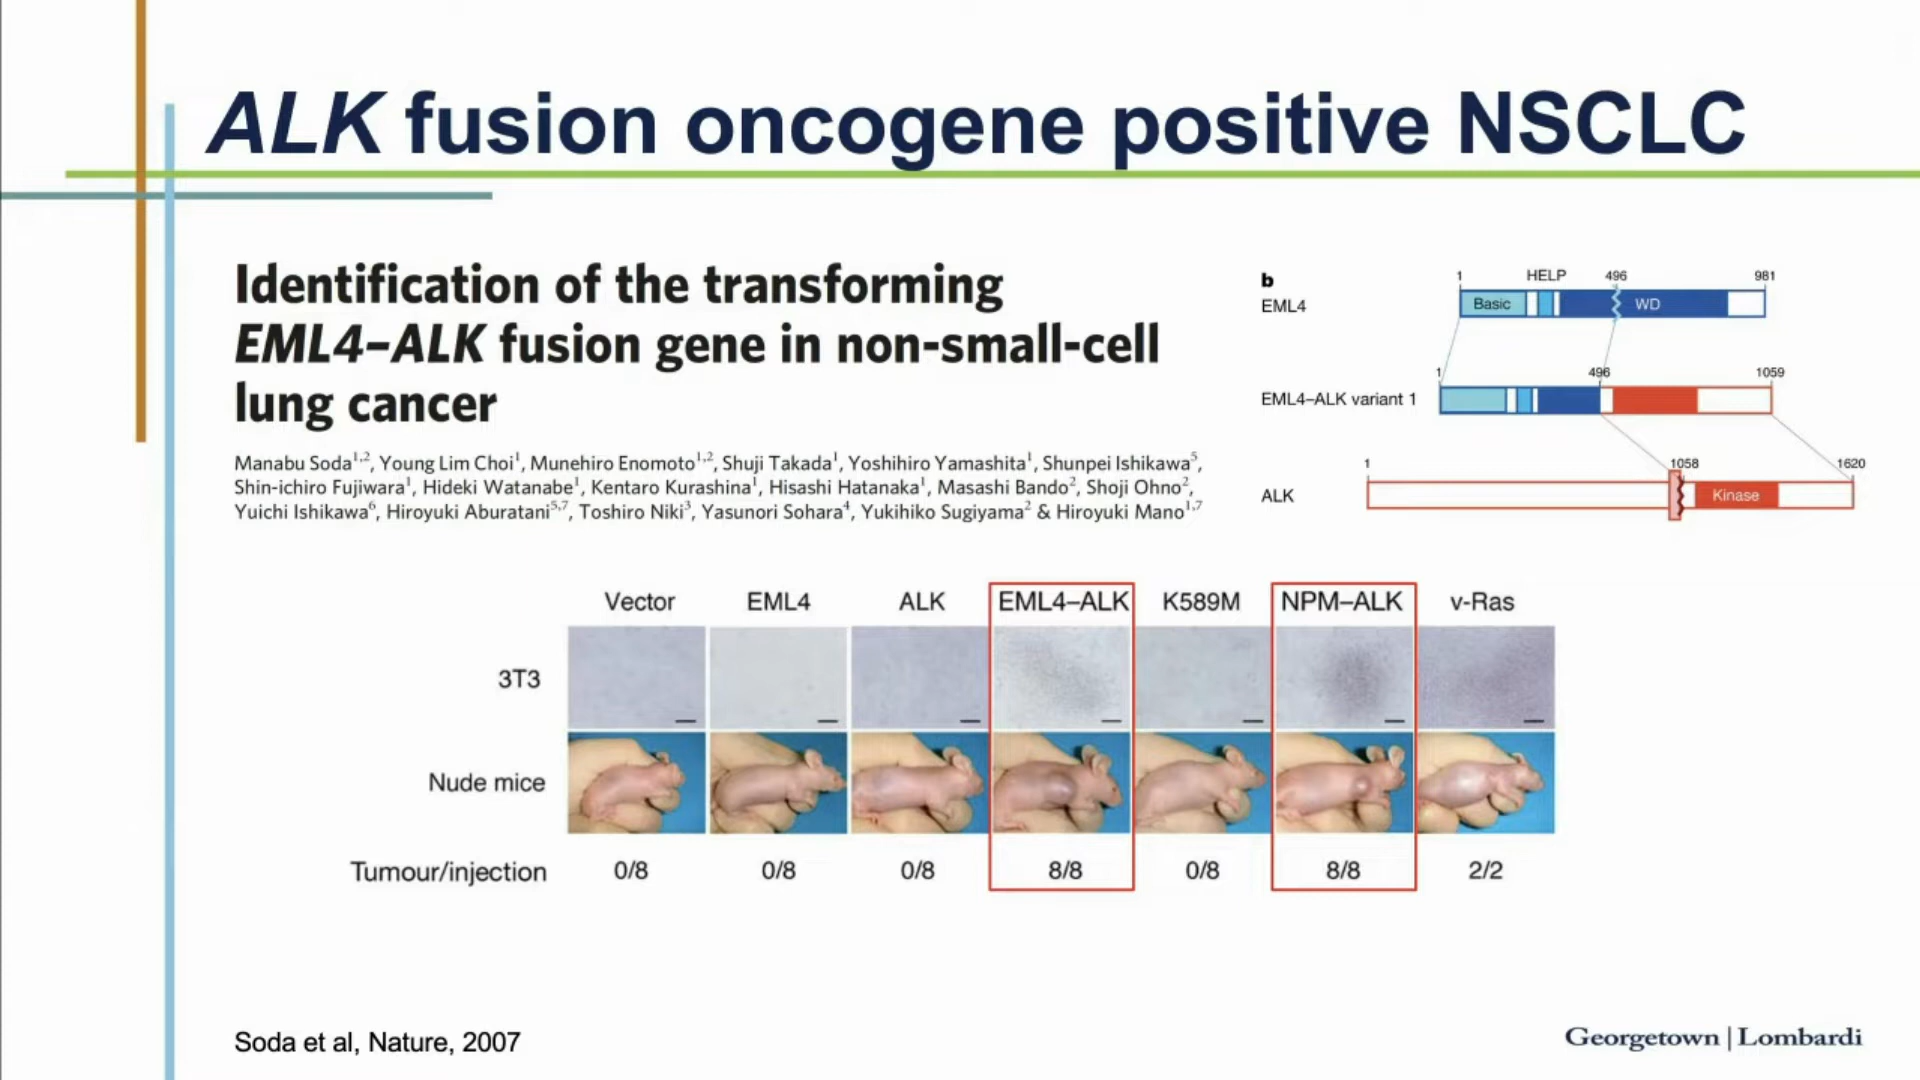 ALK fusion oncogene positive NSCLC
Identification of the transforming
EML4–ALK fusion gene in non-small-cell
lung cancer
Manabu Soda1,2, Young Lim Choi1, Munehiro Enomoto1,2, Shuji Takada1, Yoshihiro Yamashita1, Shunpei Ishikawa5,
Shin-ichiro Fujiwara1, Hideki Watanabe1, Kentaro Kurashina1, Hisashi Hatanaka1, Masashi Bando2, Shoji Ohno2,
Yuichi Ishikawa6, Hiroyuki Aburatani5,7, Toshiro Niki3, Yasunori Sohara4, Yukihiko Sugiyama2 & Hiroyuki Mano1,7
b
1 HELP 496 981
EML4 Basic WD
1 496 1059
EML4–ALK variant 1
1 1058 1620
ALK Kinase
Vector EML4 ALK EML4–ALK K589M NPM–ALK v-Ras
3T3
Nude mice
Tumour/injection 0/8 0/8 0/8 8/8 0/8 8/8 2/2
Soda et al, Nature, 2007
Georgetown | Lombardi